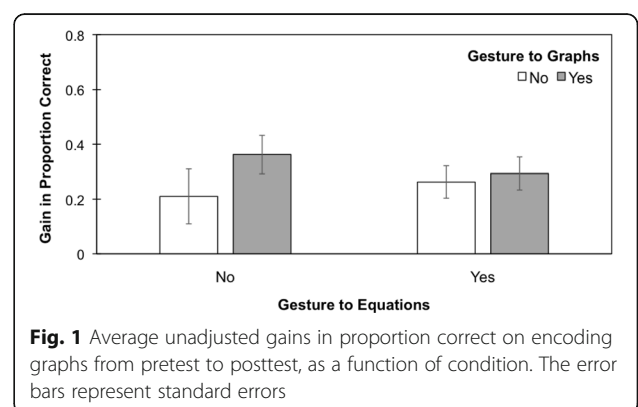 0.8
Gesture to Graphs
No Yes
0.6
0.4
0.2
0
Gain in Proportion Correct
No Yes
Gesture to Equations
Fig. 1 Average unadjusted gains in proportion correct on encoding
graphs from pretest to posttest, as a function of condition. The error
bars represent standard errors